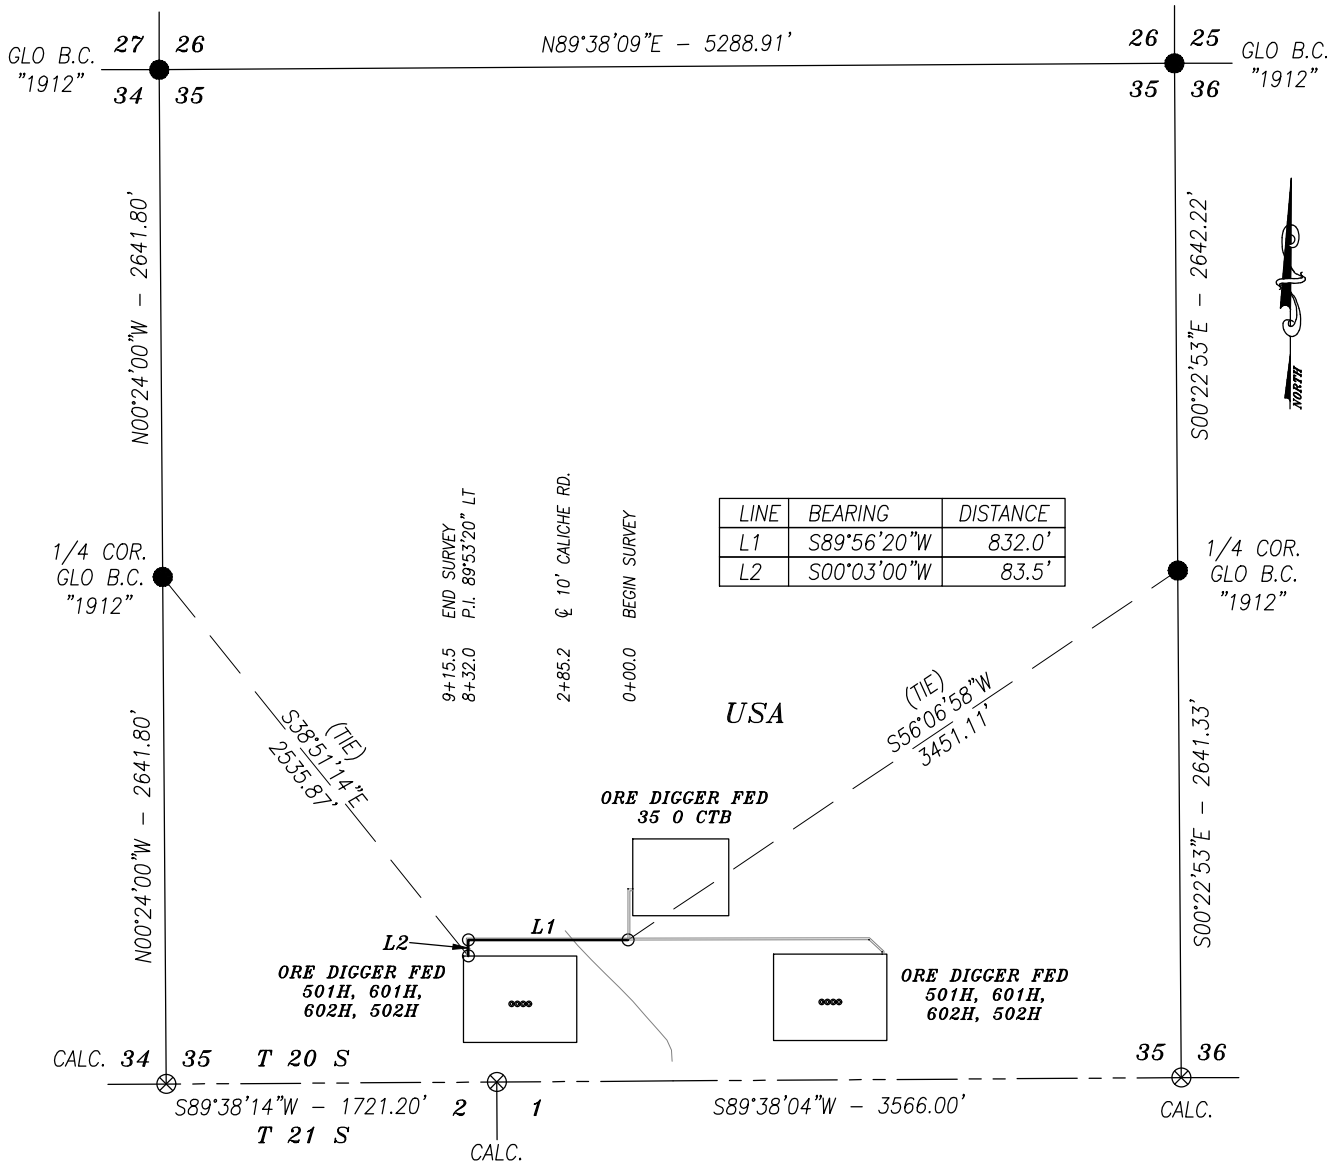 27 26
N89°38'09"E - 5288.91'
26 25
GLO B.C.
"1912"
34 35
35 36
GLO B.C.
"1912"
N00°24'00"W - 2641.80'
S00°22'53"E - 2642.22'
NORTH
9+15.5 END SURVEY
8+32.0 P.I. 89°53'20" LT
2+85.2 ℄ 10' CALICHE RD.
0+00.0 BEGIN SURVEY
LINE BEARING DISTANCE
L1 S89°56'20"W 832.0'
L2 S00°03'00"W 83.5'
1/4 COR.
GLO B.C.
"1912"
1/4 COR.
GLO B.C.
"1912"
USA
(TIE)
S38°51'14"E
2535.87'
(TIE)
S56°06'58"W
3451.11'
N00°24'00"W - 2641.80'
S00°22'53"E - 2641.33'
ORE DIGGER FED
35 O CTB
L1
L2
ORE DIGGER FED
501H, 601H,
602H, 502H
ORE DIGGER FED
501H, 601H,
602H, 502H
CALC. 34 35 T 20 S
35 36
S89°38'14"W - 1721.20' 2 1
S89°38'04"W - 3566.00'
CALC.
T 21 S
CALC.